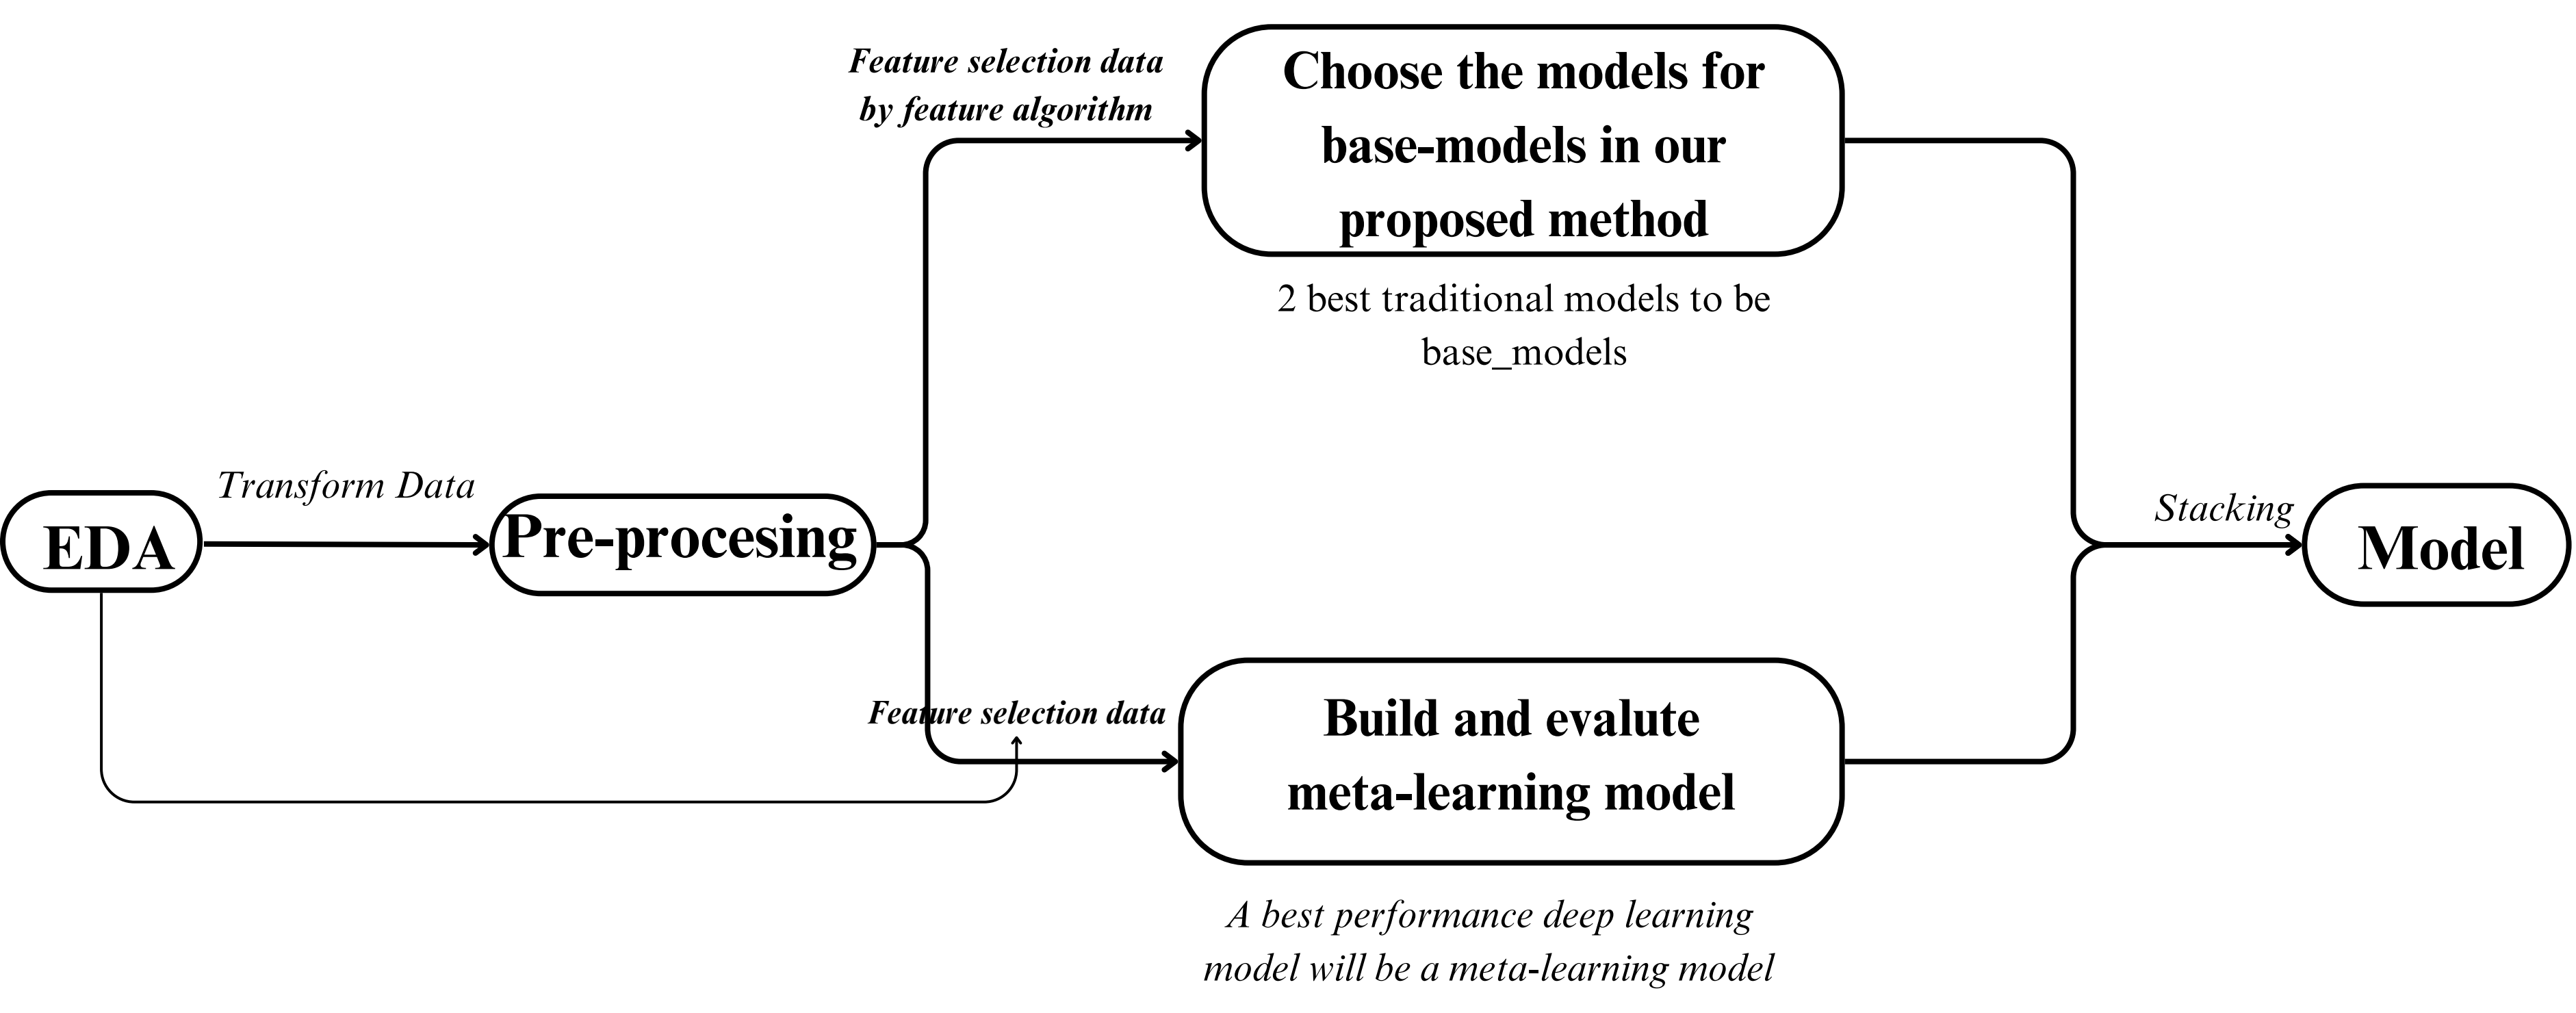 Feature selection data
by feature algorithm
Choose the models for
base-models in our
proposed method
2 best traditional models to be
base_models
EDA
Transform Data
Pre-procesing
Stacking
Model
Feature selection data
Build and evalute
meta-learning model
A best performance deep learning
model will be a meta-learning model